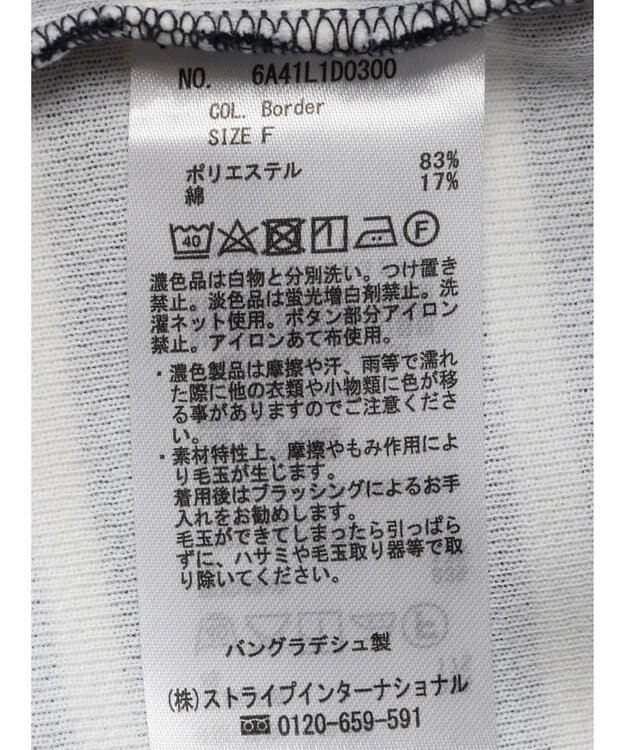 NO. 6A41L1D0300
COL. Border
SIZE F
ポリエステル 83%
綿 17%
40 F
濃色品は白物と分別洗い。つけ置き
禁止。淡色品は蛍光増白剤禁止。洗
濯ネット使用。ボタン部分アイロン
禁止。アイロンあて布使用。
・濃色製品は摩擦や汗、雨等で濡れ
た際に他の衣類や小物類に色が移
る事がありますのでご注意くださ
い。
・素材特性上、摩擦やもみ作用によ
り毛玉が生じます。
着用後はブラッシングによるお手
入れをお勧めします。
毛玉ができてしまったら引っぱら
ずに、ハサミや毛玉取り器等で取
り除いてください。
バングラデシュ製
(株)ストライプインターナショナル
0120-659-591